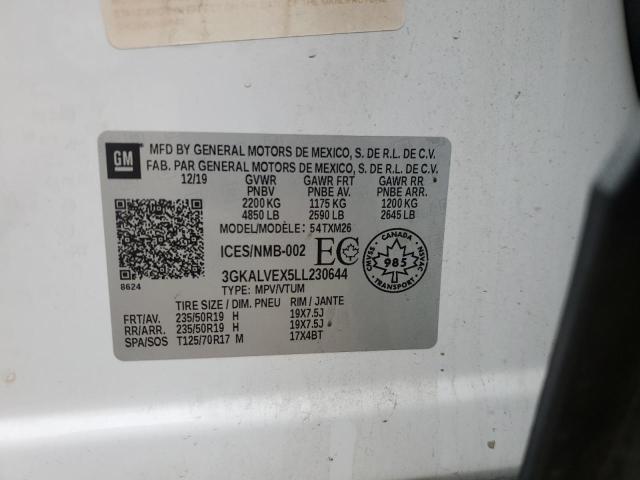 GM
MFD BY GENERAL MOTORS DE MEXICO, S. DE R.L. DE C.V.
FAB. PAR GENERAL MOTORS DE MEXICO, S. DE R.L. DE C.V.
12/19 GVWR GAWR FRT GAWR RR
PNBV PNBE AV. PNBE ARR.
2200 KG 1175 KG 1200 KG
4850 LB 2590 LB 2645 LB
MODEL/MODÈLE: 54TXM26
ICES/NMB-002 EC
CANADA
985
CMVSS NSVAC
TRANSPORT
3GKALVEX5LL230644
8624
TYPE: MPV/VTUM
TIRE SIZE / DIM. PNEU RIM / JANTE
FRT/AV. 235/50R19 H 19X7.5J
RR/ARR. 235/50R19 H 19X7.5J
SPA/SOS T125/70R17 M 17X4BT